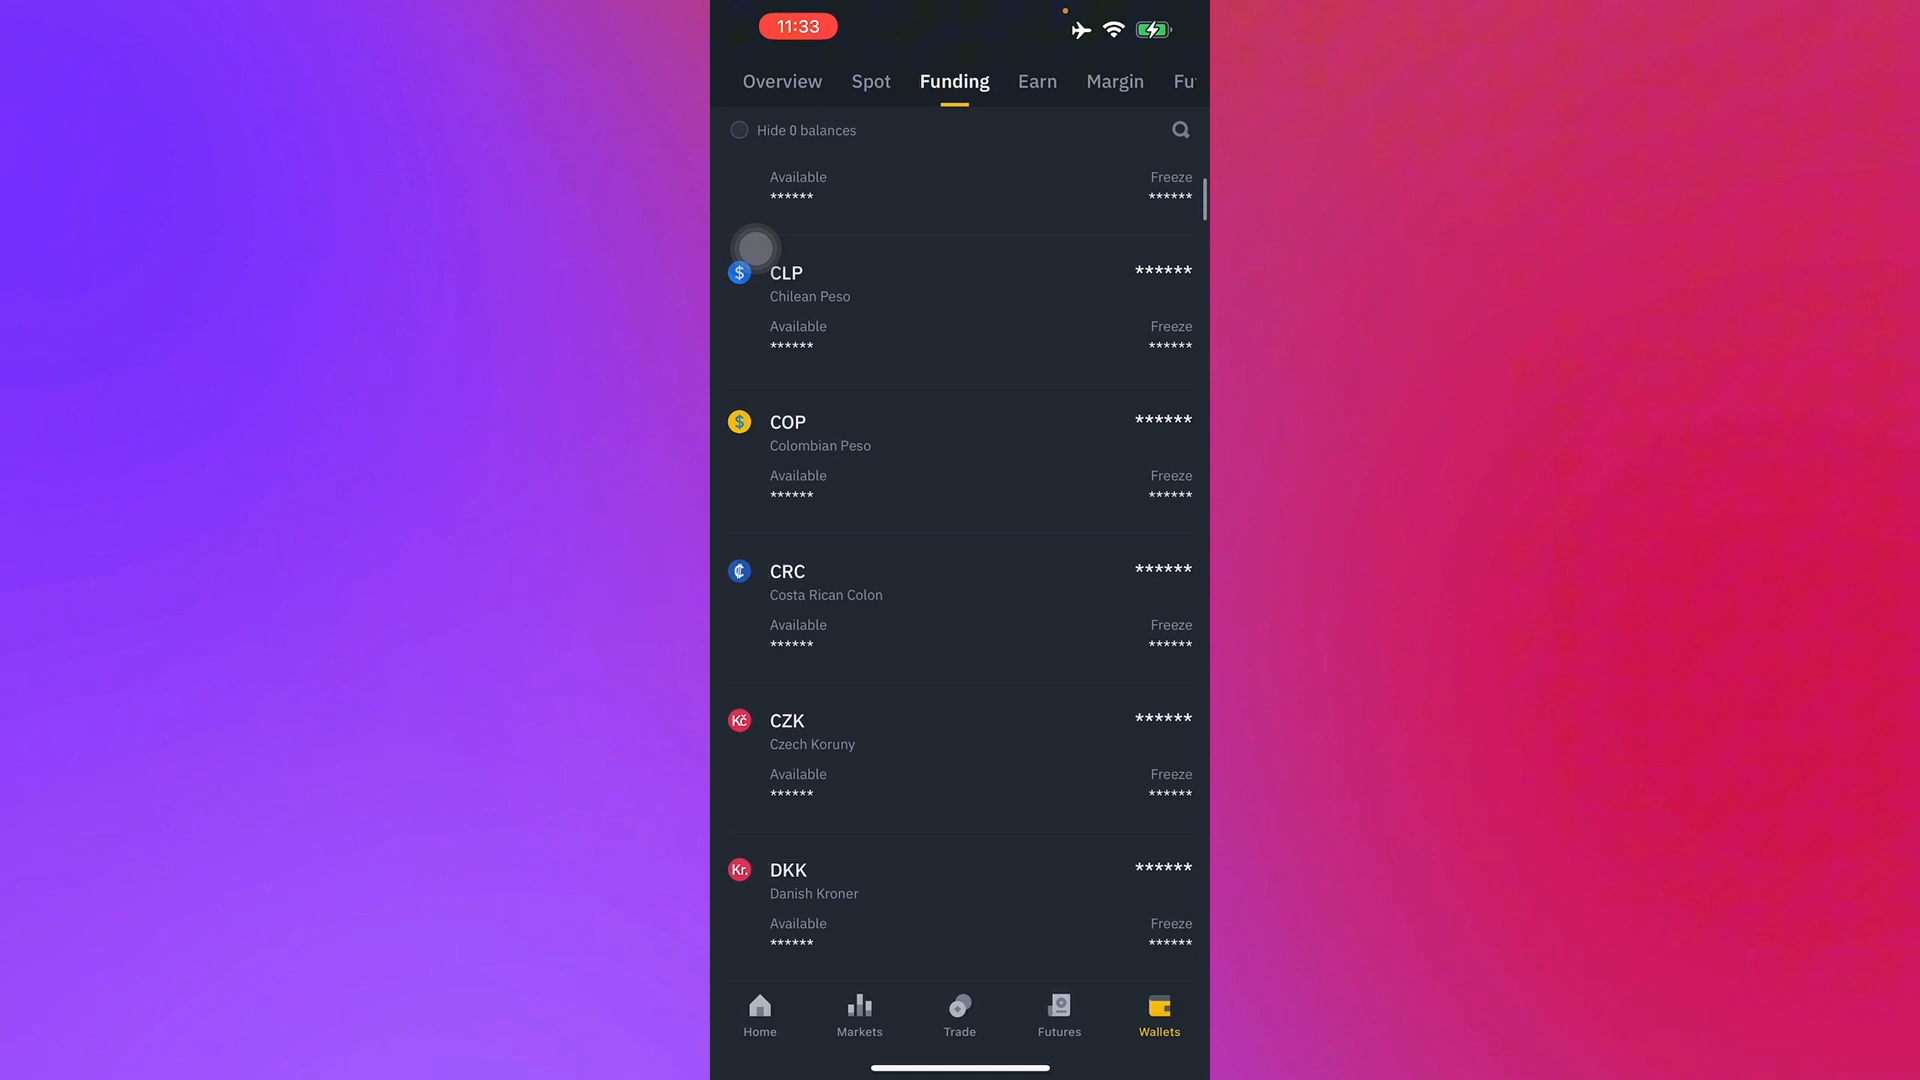 11:33
Overview Spot Funding Earn Margin Fu
Hide 0 balances
Available Freeze
****** ******
$ CLP ******
Chilean Peso
Available Freeze
****** ******
$ COP ******
Colombian Peso
Available Freeze
****** ******
₡ CRC ******
Costa Rican Colon
Available Freeze
****** ******
Kč CZK ******
Czech Koruny
Available Freeze
****** ******
Kr. DKK ******
Danish Kroner
Available Freeze
****** ******
Home Markets Trade Futures Wallets